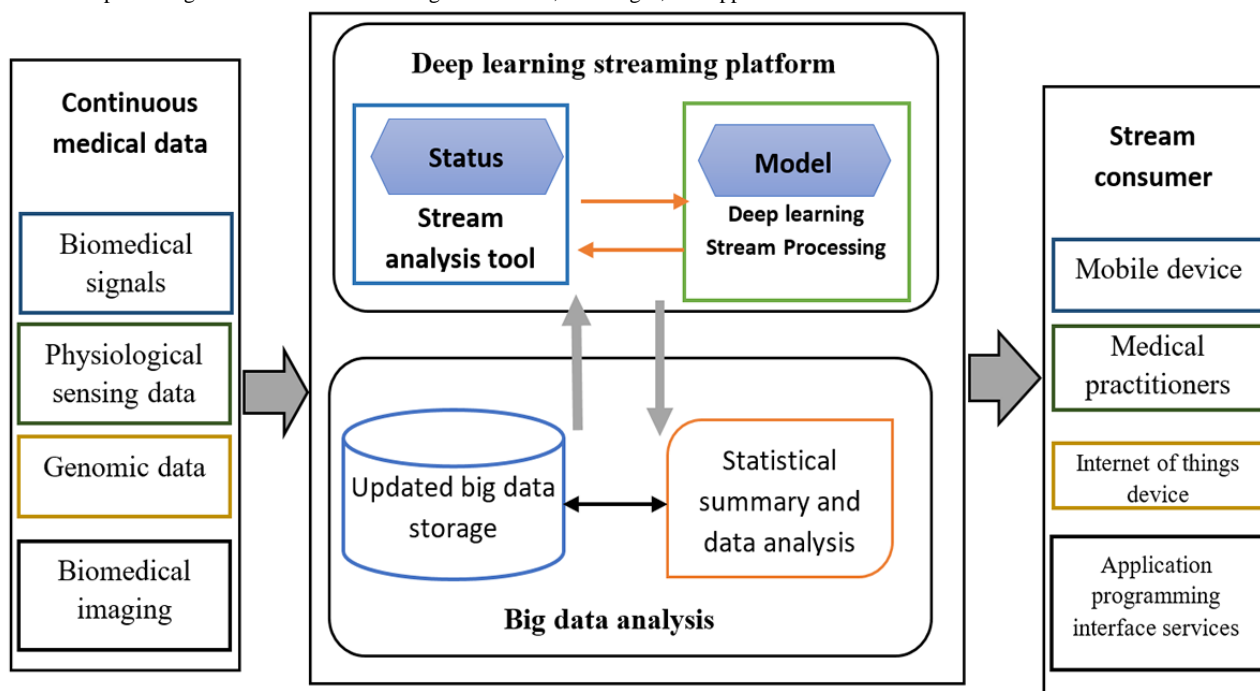 Continuous
medical data
Biomedical
signals
Physiological
sensing data
Genomic data
Biomedical
imaging
Deep learning streaming platform
Status
Stream
analysis tool
Model
Deep learning
Stream Processing
Updated big data
storage
Statistical
summary and
data analysis
Big data analysis
Stream
consumer
Mobile device
Medical
practitioners
Internet of things
device
Application
programming
interface services